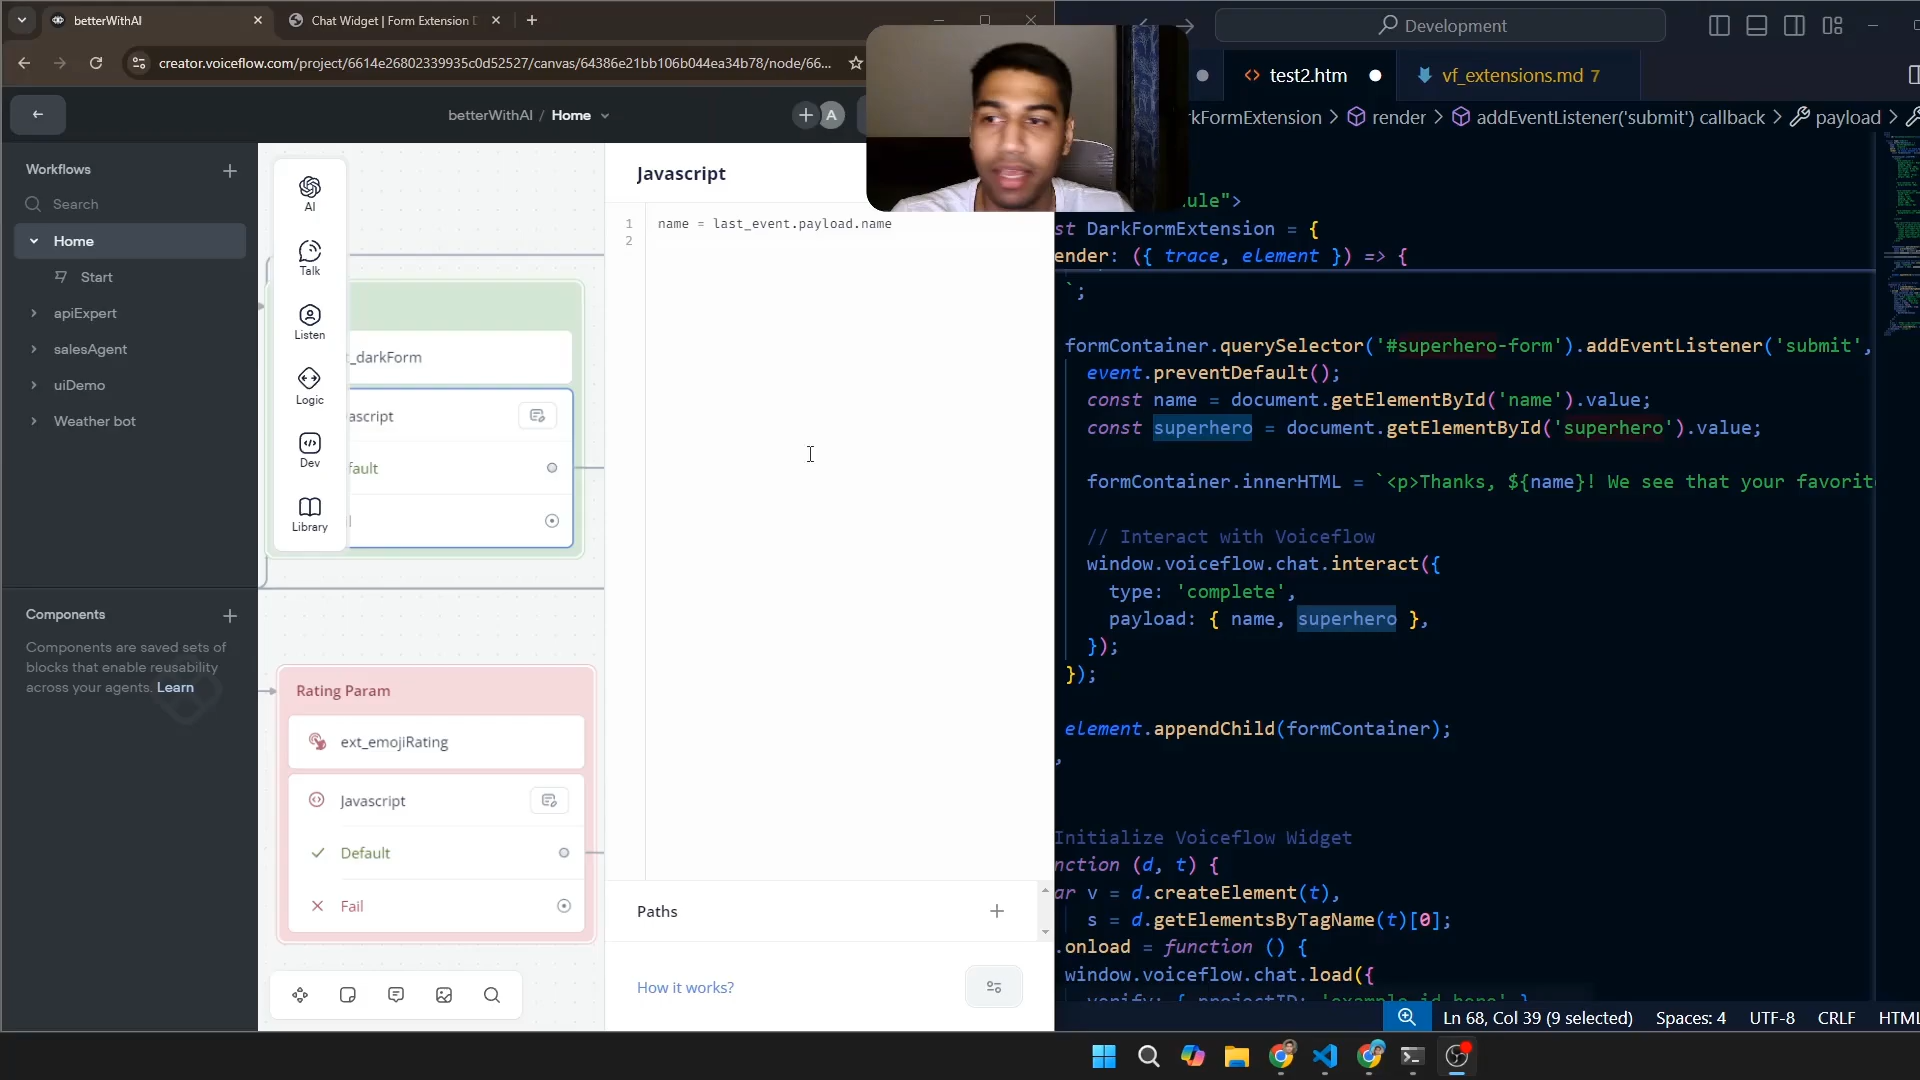 betterWithAI
Chat Widget | Form Extension
creator.voiceflow.com/project/6614e26802339935c0d52527/canvas/64386e21bb106b044ea34b78/node/66...
betterWithAI / Home
A
Workflows
Search
Home
Start
apiExpert
salesAgent
uiDemo
Weather bot
Components
Components are saved sets of
blocks that enable reusability
across your agents. Learn
AI
Talk
Listen
Logic
Dev
Library
t_darkForm
ascript
fault
l
Rating Param
ext_emojiRating
Javascript
Default
Fail
Javascript
1 name = last_event.payload.name
2
Paths
How it works?
Development
test2.htm
vf_extensions.md 7
rkFormExtension > render > addEventListener('submit') callback > payload >
ule">
st DarkFormExtension = {
ender: ({ trace, element }) => {
`;
formContainer.querySelector('#superhero-form').addEventListener('submit',
event.preventDefault();
const name = document.getElementById('name').value;
const superhero = document.getElementById('superhero').value;
formContainer.innerHTML = `<p>Thanks, ${name}! We see that your favorit
// Interact with Voiceflow
window.voiceflow.chat.interact({
type: 'complete',
payload: { name, superhero },
});
});
element.appendChild(formContainer);
,
Initialize Voiceflow Widget
nction (d, t) {
ar v = d.createElement(t),
s = d.getElementsByTagName(t)[0];
.onload = function () {
window.voiceflow.chat.load({
verify: { projectID: 'example_id_here' }
Ln 68, Col 39 (9 selected) Spaces: 4 UTF-8 CRLF HTML